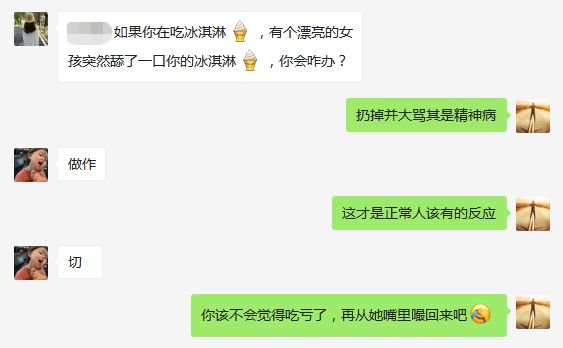 如果你在吃冰淇淋🍦，有个漂亮的女
孩突然舔了一口你的冰淇淋🍦，你会咋办？
扔掉并大骂其是精神病
做作
这才是正常人该有的反应
切
你该不会觉得吃亏了，再从她嘴里嘬回来吧🤣